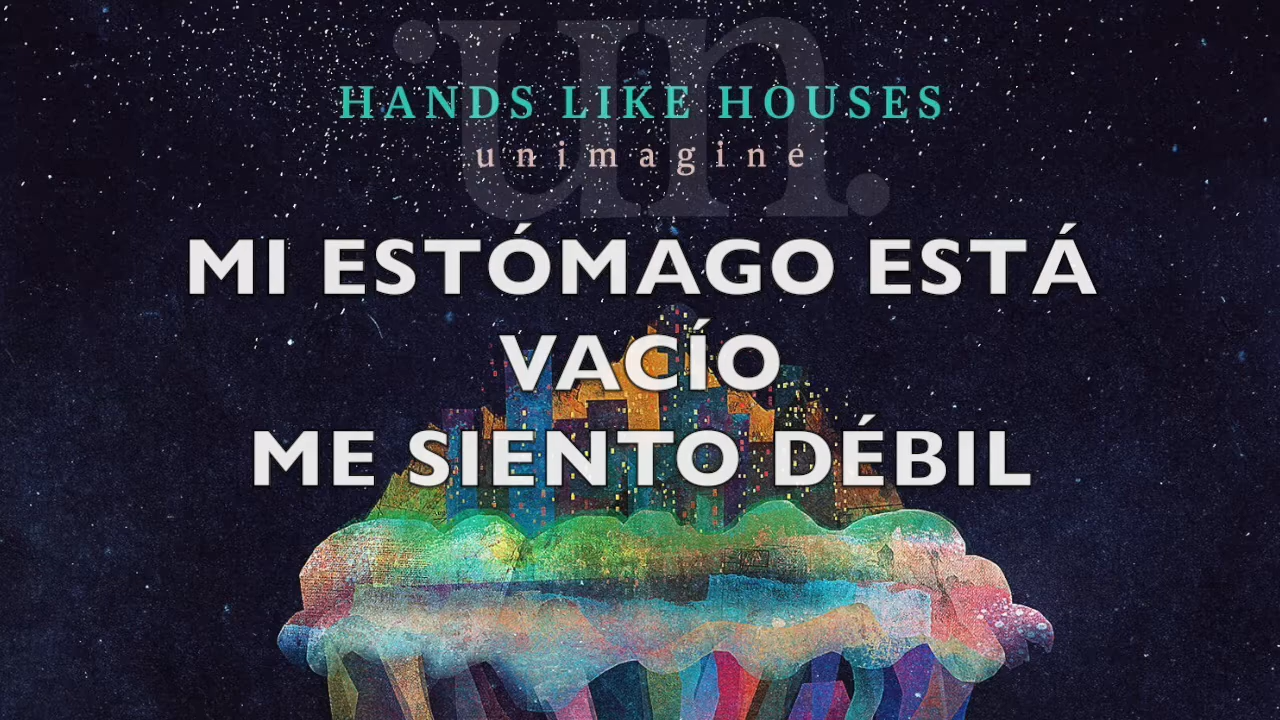 un.
HANDS LIKE HOUSES
unimagine
MI ESTÓMAGO ESTÁ
VACÍO
ME SIENTO DÉBIL